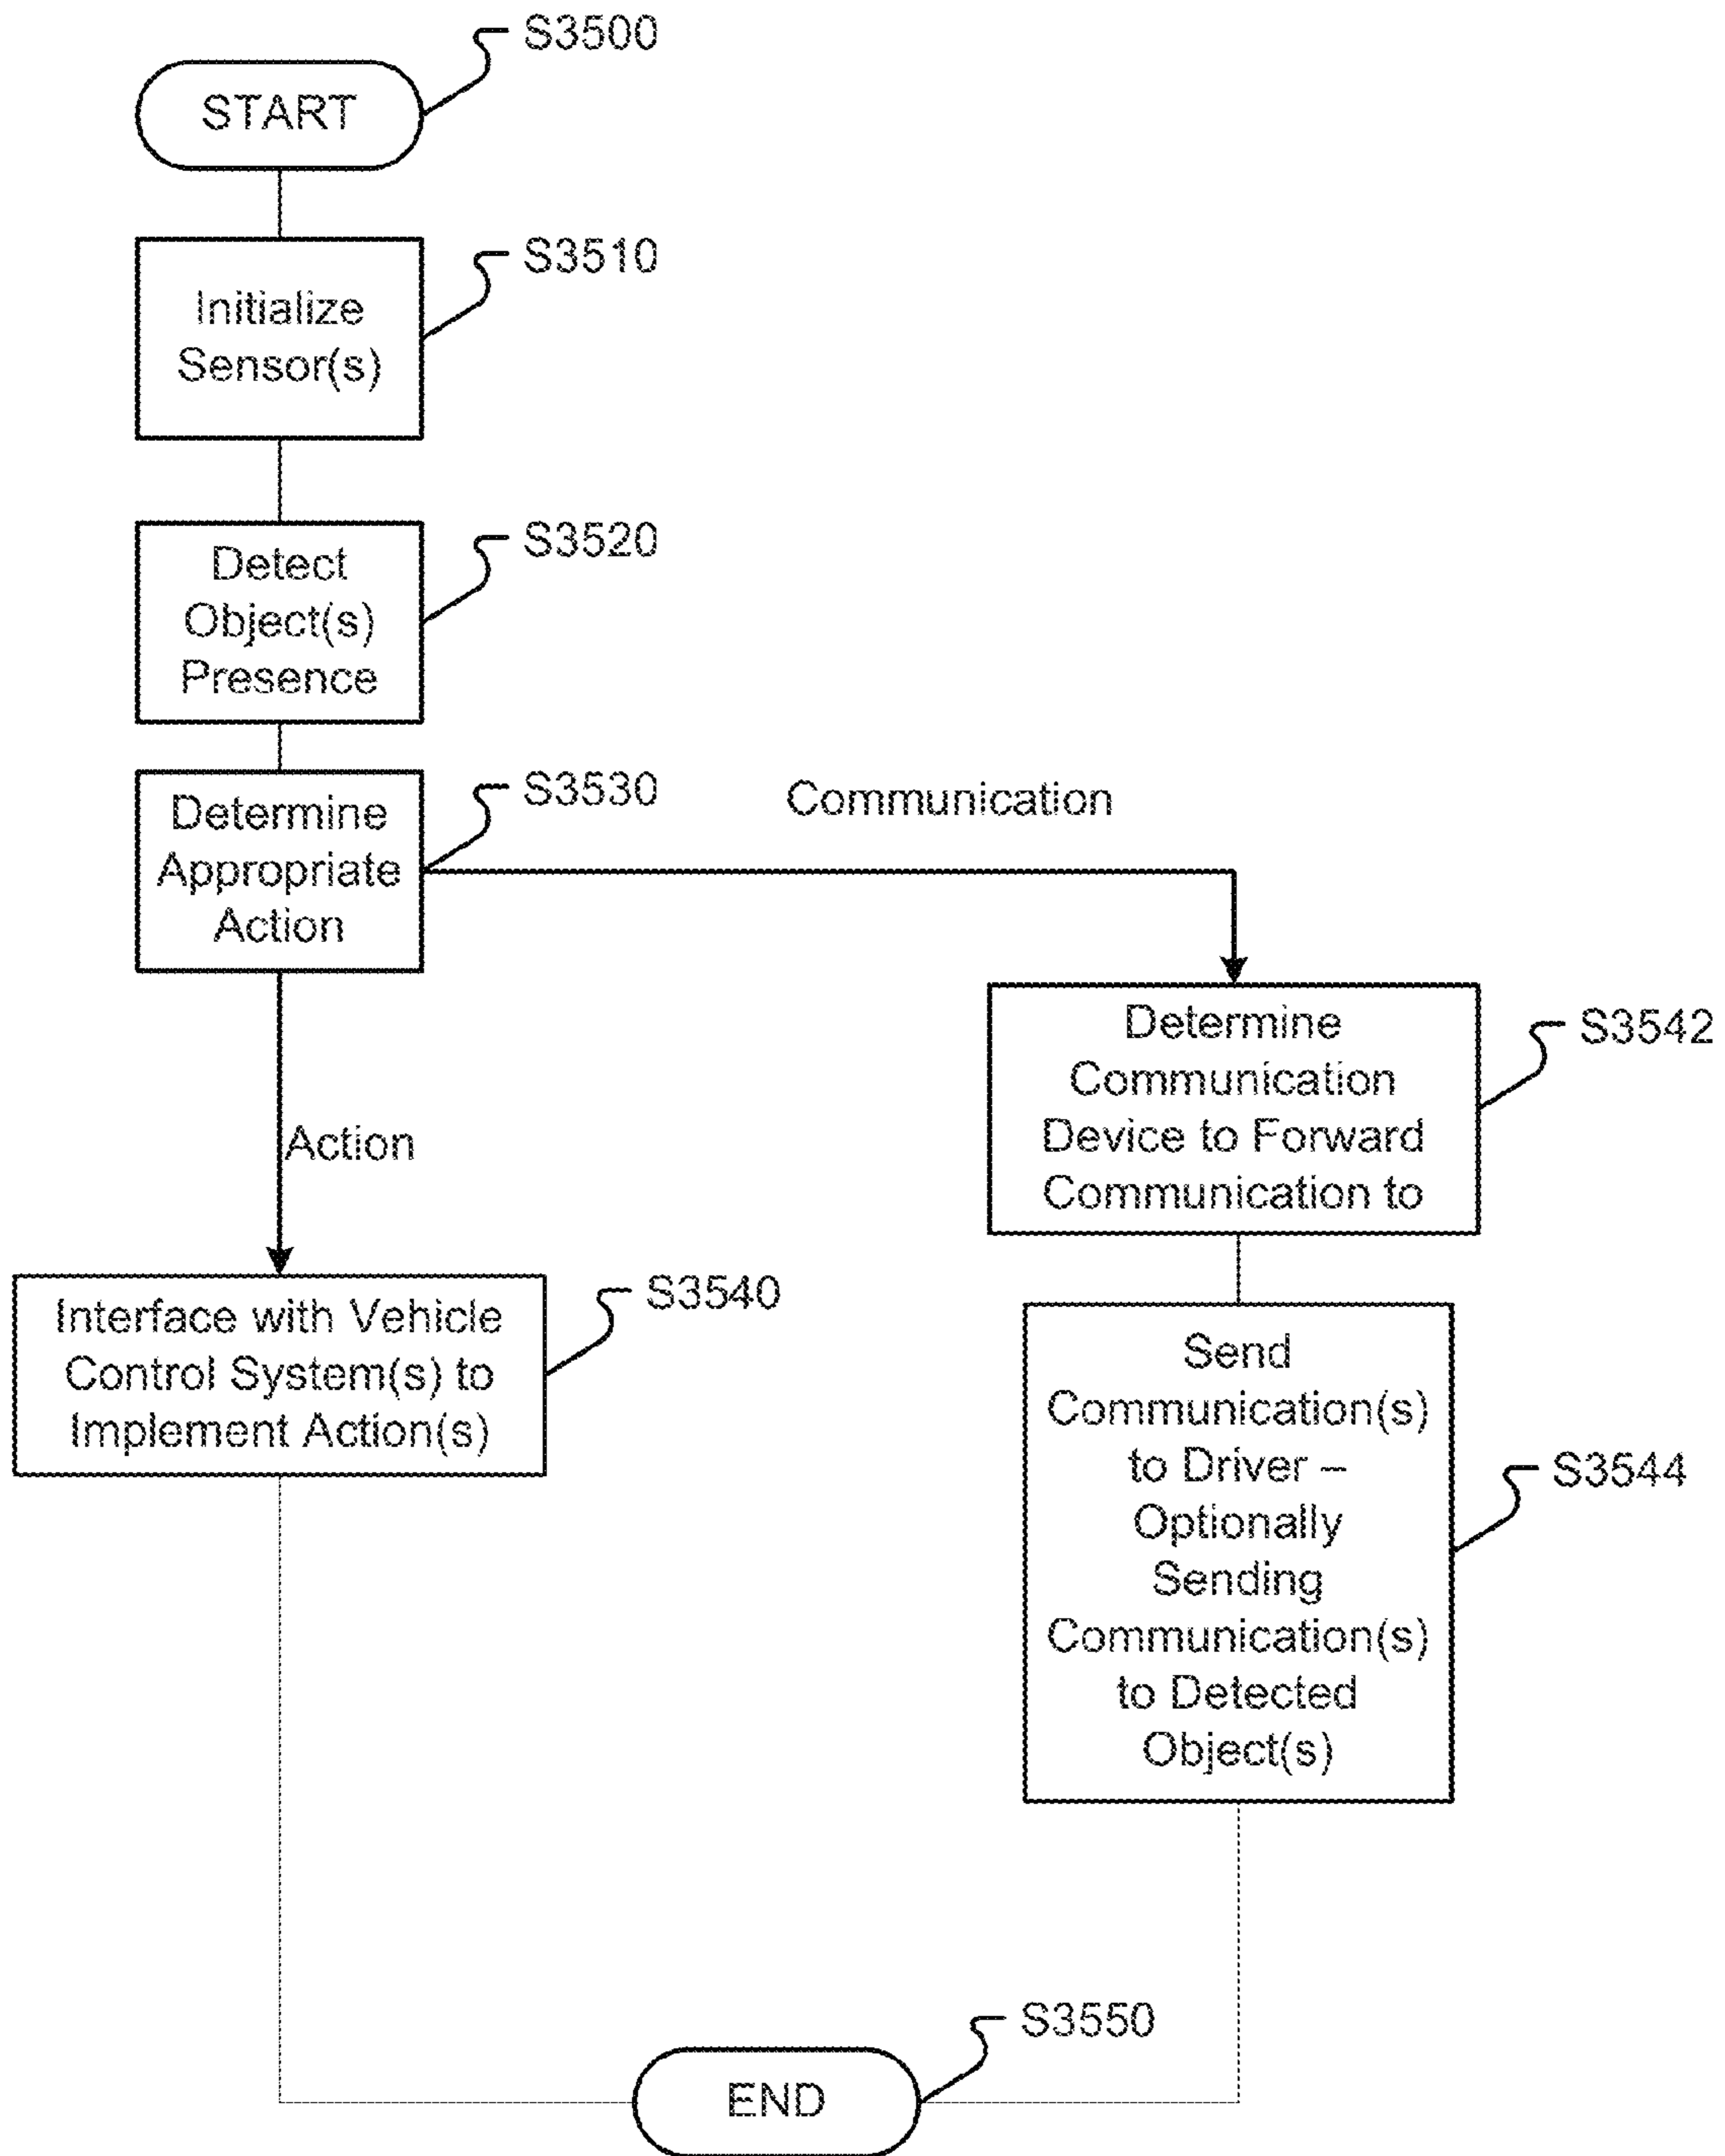 S3500
START
S3510
Initialize
Sensor(s)
S3520
Detect
Object(s)
Presence
S3530
Determine
Appropriate
Action
Communication
Action
Determine
Communication
Device to Forward
Communication to
S3542
Interface with Vehicle
Control System(s) to
Implement Action(s)
S3540
Send
Communication(s)
to Driver –
Optionally
Sending
Communication(s)
to Detected
Object(s)
S3544
S3550
END